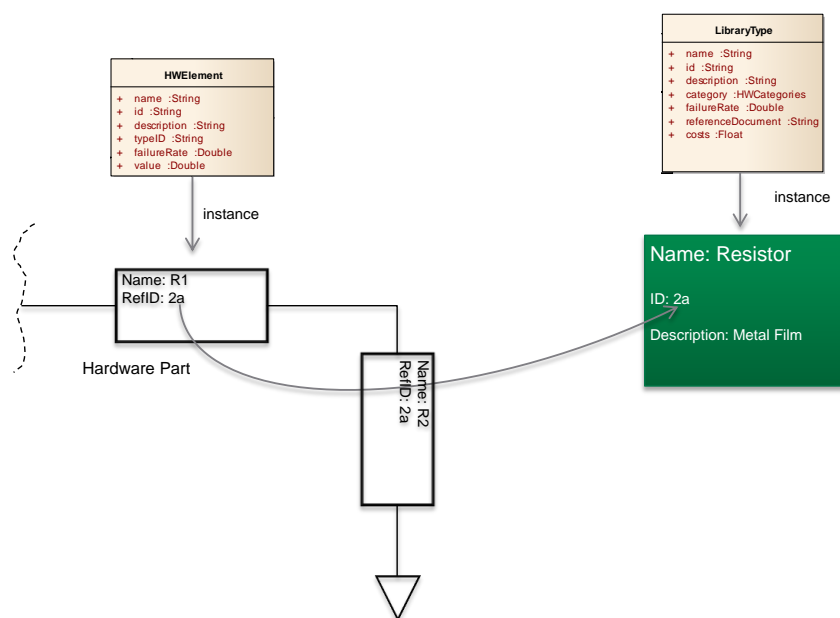 LibraryType
+ name :String
+ id :String
+ description :String
+ category :HWCategories
+ failureRate :Double
+ referenceDocument :String
+ costs :Float
HWElement
+ name :String
+ id :String
+ description :String
+ typeID :String
+ failureRate :Double
+ value :Double
instance
instance
Name: R1
RefID: 2a
Hardware Part
Name: R2
RefID: 2a
Name: Resistor
ID: 2a
Description: Metal Film